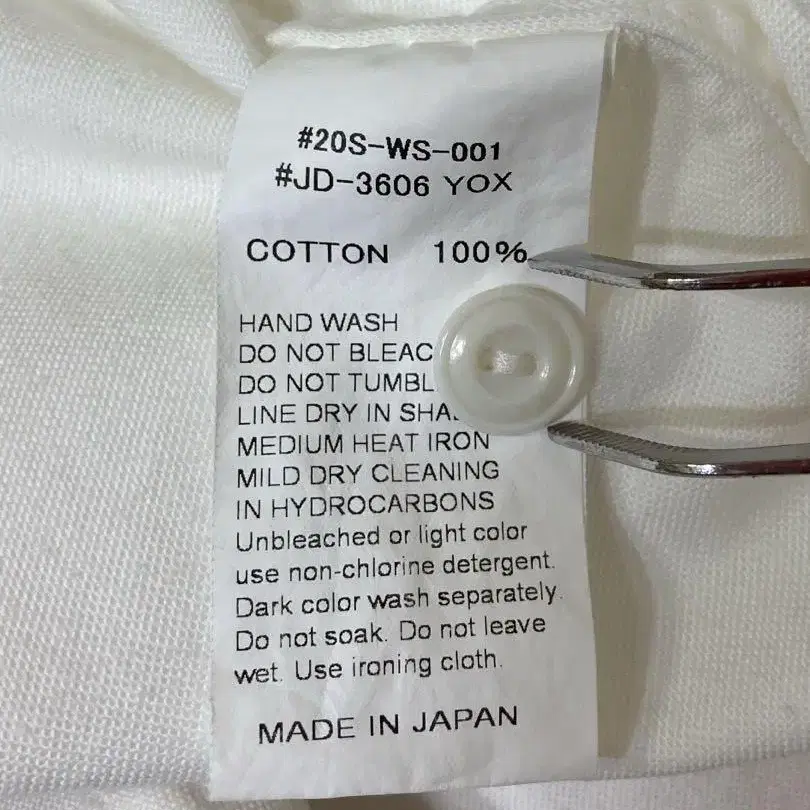 #20S-WS-001
#JD-3606 YOX
COTTON 100%
HAND WASH
DO NOT BLEAC
DO NOT TUMBL
LINE DRY IN SHA
MEDIUM HEAT IRON
MILD DRY CLEANING
IN HYDROCARBONS
Unbleached or light color
use non-chlorine detergent.
Dark color wash separately.
Do not soak. Do not leave
wet. Use ironing cloth.
MADE IN JAPAN